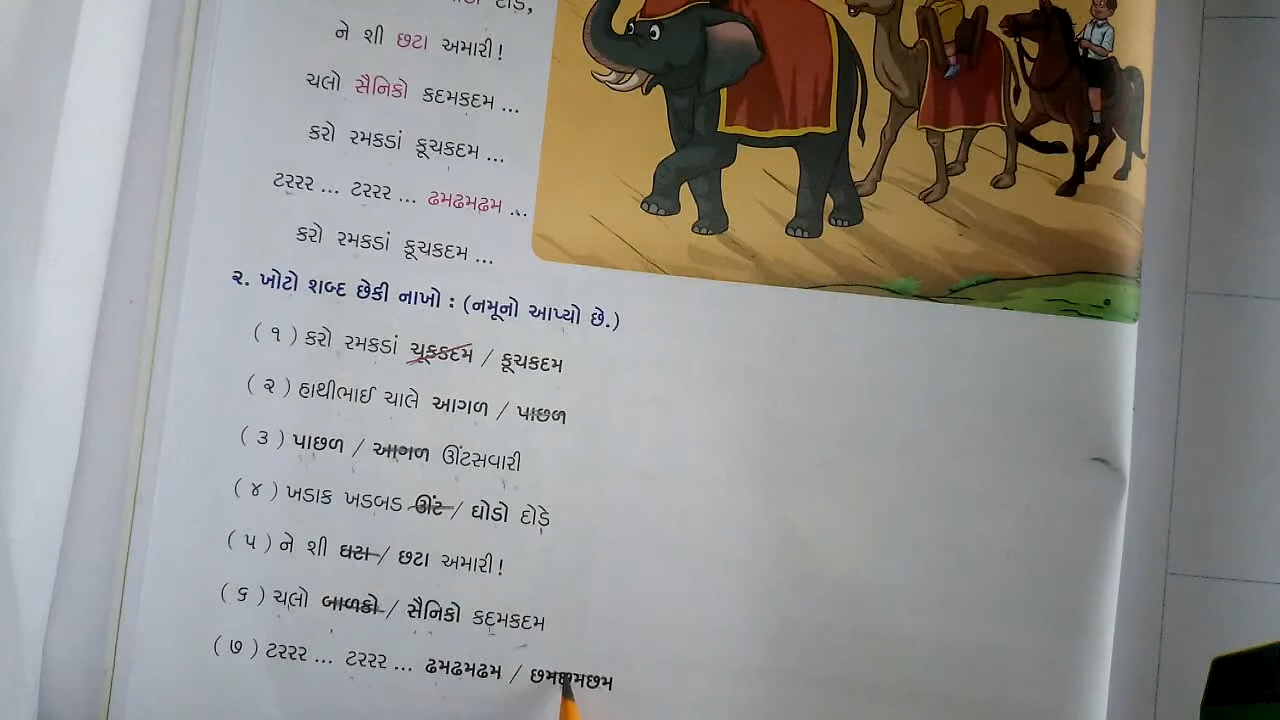 ને શી છટા અમારી!
ચલો સૈનિકો કદમકદમ ...
કરો રમકડાં કૂચકદમ ...
ટરરર ... ટરરર ... ઢમઢમઢમ ...
કરો રમકડાં કૂચકદમ ...
૨. ખોટો શબ્દ છેકી નાખો : (નમૂનો આપ્યો છે.)
(૧) કરો રમકડાં ચૂકકદમ / કૂચકદમ
(૨) હાથીભાઈ ચાલે આગળ / પાછળ
(૩) પાછળ / આગળ ઊંટસવારી
(૪) ખડાક ખડબડ ઊંટ / ઘોડો દોડે
(૫) ને શી ઘટા / છટા અમારી!
(૬) ચલો બાળકો / સૈનિકો કદમકદમ
(૭) ટરરર ... ટરરર ... ઢમઢમઢમ / છમછમછમ